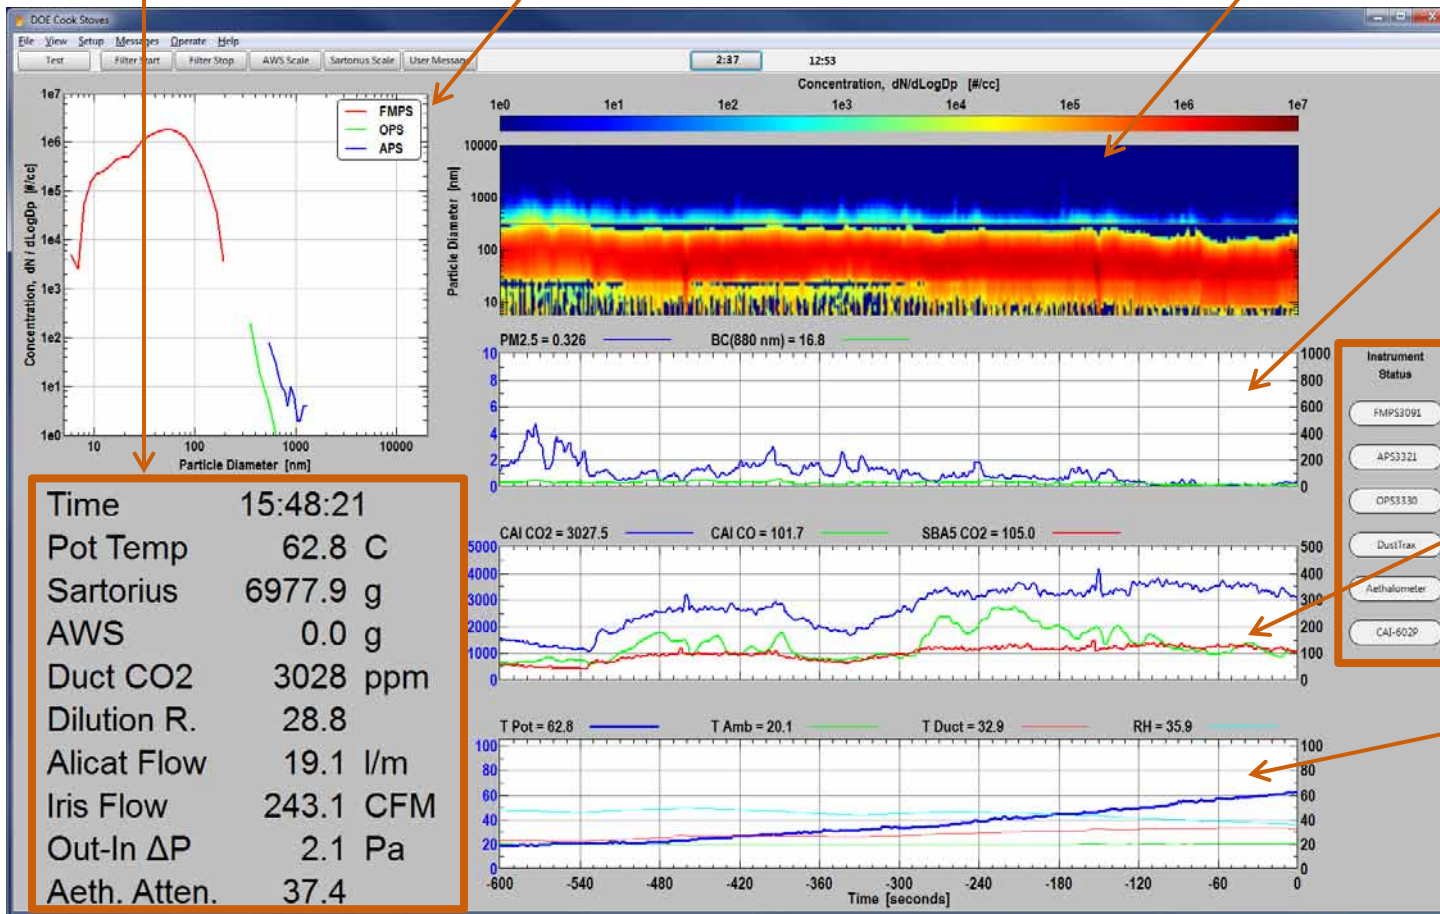 DOE Cook Stoves
File View Setup Messages Operate Help
Test Filter Start Filter Stop AWS Scale Sartorius Scale User Message 2:37 12:53
Concentration, dN / dLogDp [#/cc]
1e7
1e6
1e5
1e4
1e3
1e2
1e1
1e0
FMPS
OPS
APS
10 100 1000 10000
Particle Diameter [nm]
Concentration, dN/dLogDp [#/cc]
1e0 1e1 1e2 1e3 1e4 1e5 1e6 1e7
Particle Diameter [nm]
10000
1000
100
10
PM2.5 = 0.326 BC(880 nm) = 16.8
10 1000
8 800
6 600
4 400
2 200
0 0
CAI CO2 = 3027.5 CAI CO = 101.7 SBA5 CO2 = 105.0
5000 500
4000 400
3000 300
2000 200
1000 100
0 0
T Pot = 62.8 T Amb = 20.1 T Duct = 32.9 RH = 35.9
100 100
80 80
60 60
40 40
20 20
0 0
-600 -540 -480 -420 -360 -300 -240 -180 -120 -60 0
Time [seconds]
Instrument
Status
FMPS3091
APS3321
OPS3330
DustTrax
Aethalometer
CAI-602P
Time 15:48:21
Pot Temp 62.8 C
Sartorius 6977.9 g
AWS 0.0 g
Duct CO2 3028 ppm
Dilution R. 28.8
Alicat Flow 19.1 l/m
Iris Flow 243.1 CFM
Out-In ΔP 2.1 Pa
Aeth. Atten. 37.4